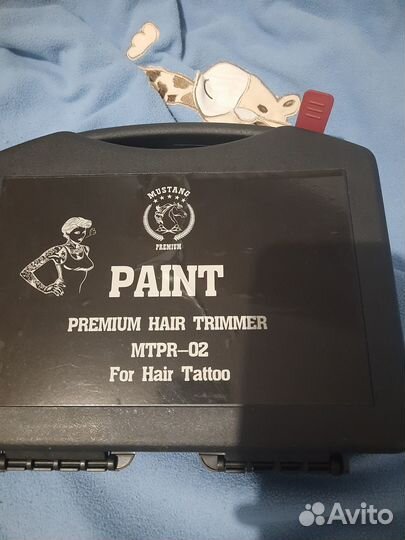 MUSTANG
PREMIUM
PAINT
PREMIUM HAIR TRIMMER
MTPR-02
For Hair Tattoo
Avito